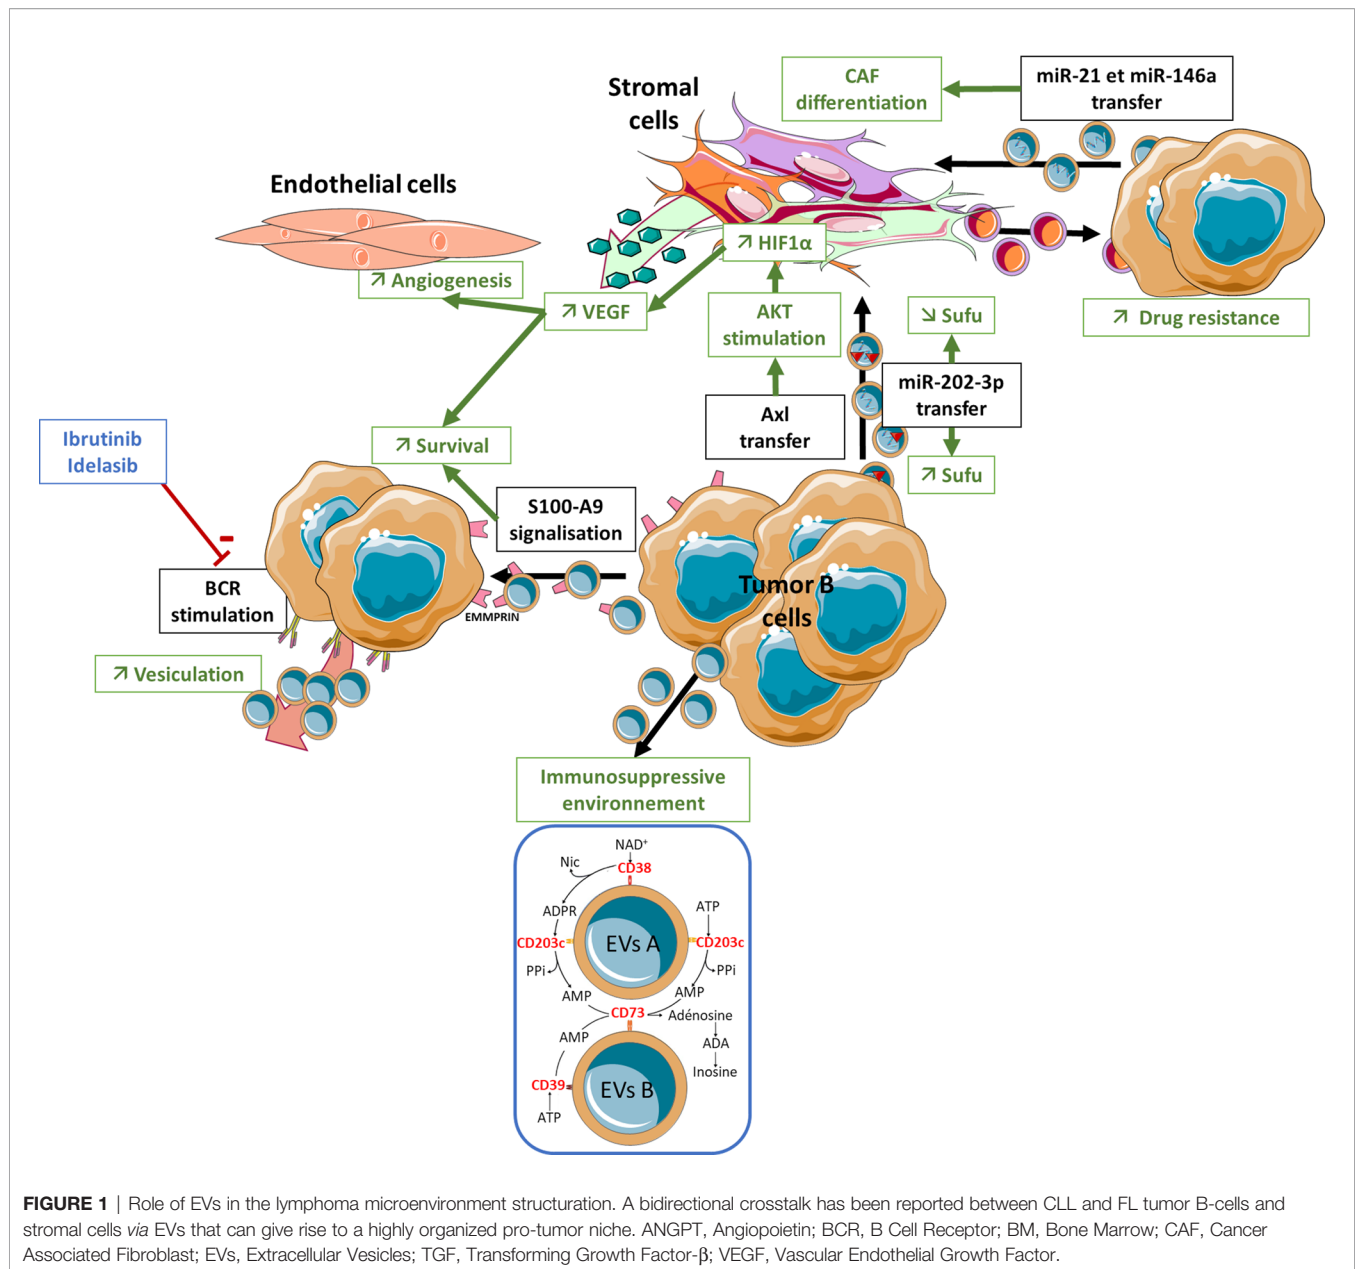 CAF
differentiation
miR-21 et miR-146a
transfer
Stromal
cells
Endothelial cells
↗ HIF1α
↗ Angiogenesis
↗ VEGF
AKT
stimulation
↘ Sufu
↗ Drug resistance
miR-202-3p
transfer
Axl
transfer
↗ Sufu
Ibrutinib
Idelasib
↗ Survival
S100-A9
signalisation
BCR
stimulation
EMMPRIN
Tumor B
cells
↗ Vesiculation
Immunosuppressive
environnement
NAD⁺
Nic
CD38
ADPR
ATP
CD203c
EVs A
CD203c
PPi
PPi
AMP
AMP
CD73
Adénosine
AMP
ADA
Inosine
CD39
EVs B
ATP
FIGURE 1 | Role of EVs in the lymphoma microenvironment structuration. A bidirectional crosstalk has been reported between CLL and FL tumor B-cells and
stromal cells via EVs that can give rise to a highly organized pro-tumor niche. ANGPT, Angiopoietin; BCR, B Cell Receptor; BM, Bone Marrow; CAF, Cancer
Associated Fibroblast; EVs, Extracellular Vesicles; TGF, Transforming Growth Factor-β; VEGF, Vascular Endothelial Growth Factor.